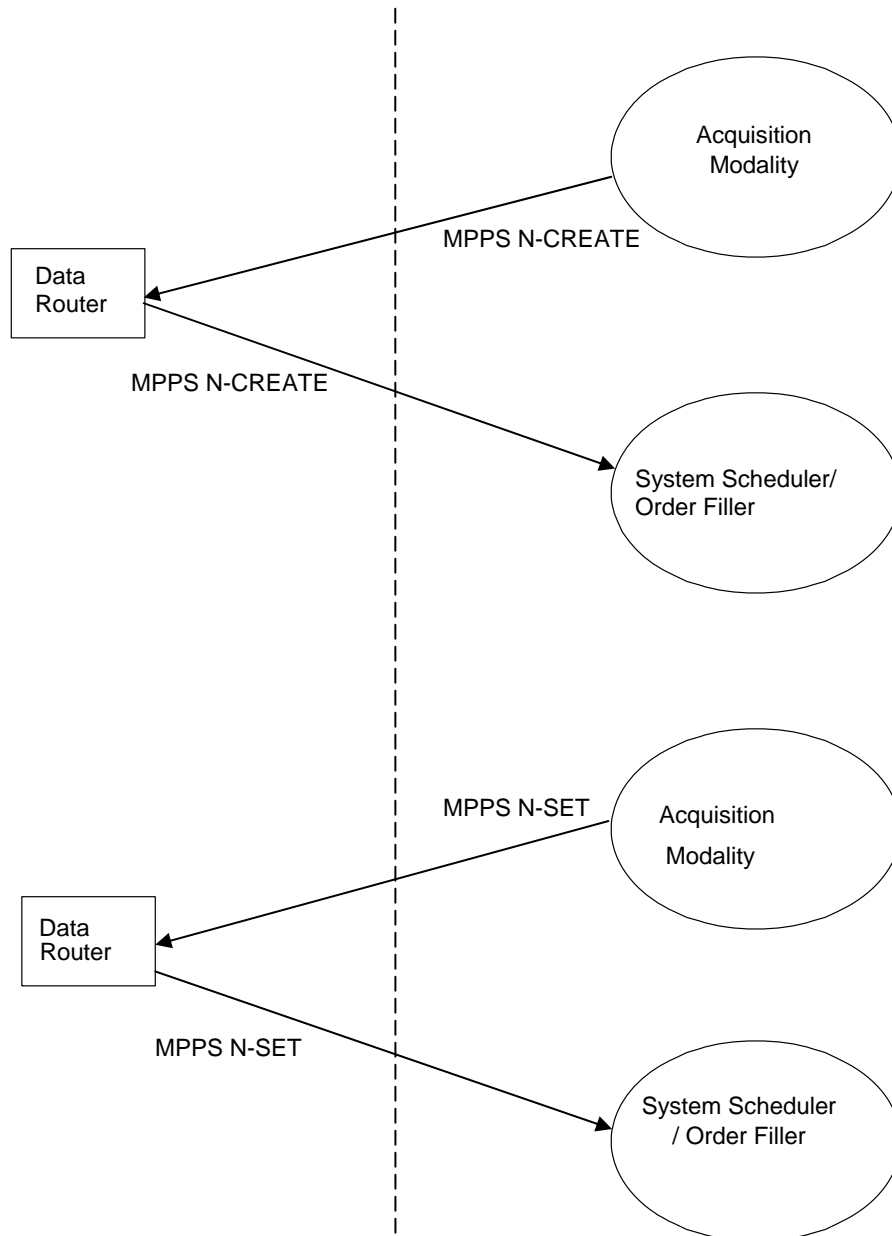 Acquisition
Modality
MPPS N-CREATE
Data
Router
MPPS N-CREATE
System Scheduler/
Order Filler
MPPS N-SET
Acquisition
Modality
Data
Router
MPPS N-SET
System Scheduler
/ Order Filler